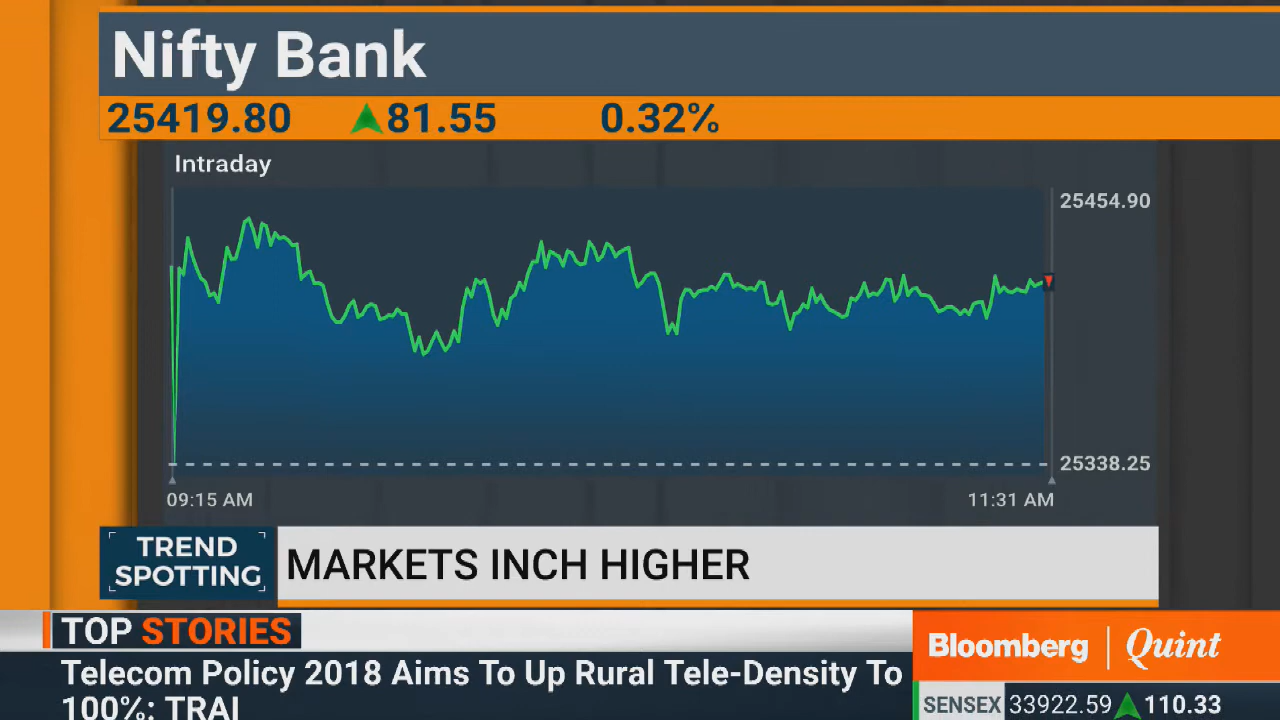 Nifty Bank
25419.80 ▲81.55 0.32%
Intraday
25454.90
25338.25
09:15 AM 11:31 AM
TREND
SPOTTING
MARKETS INCH HIGHER
TOP STORIES
Telecom Policy 2018 Aims To Up Rural Tele-Density To
100%: TRAI
Bloomberg | Quint
SENSEX 33922.59 ▲ 110.33